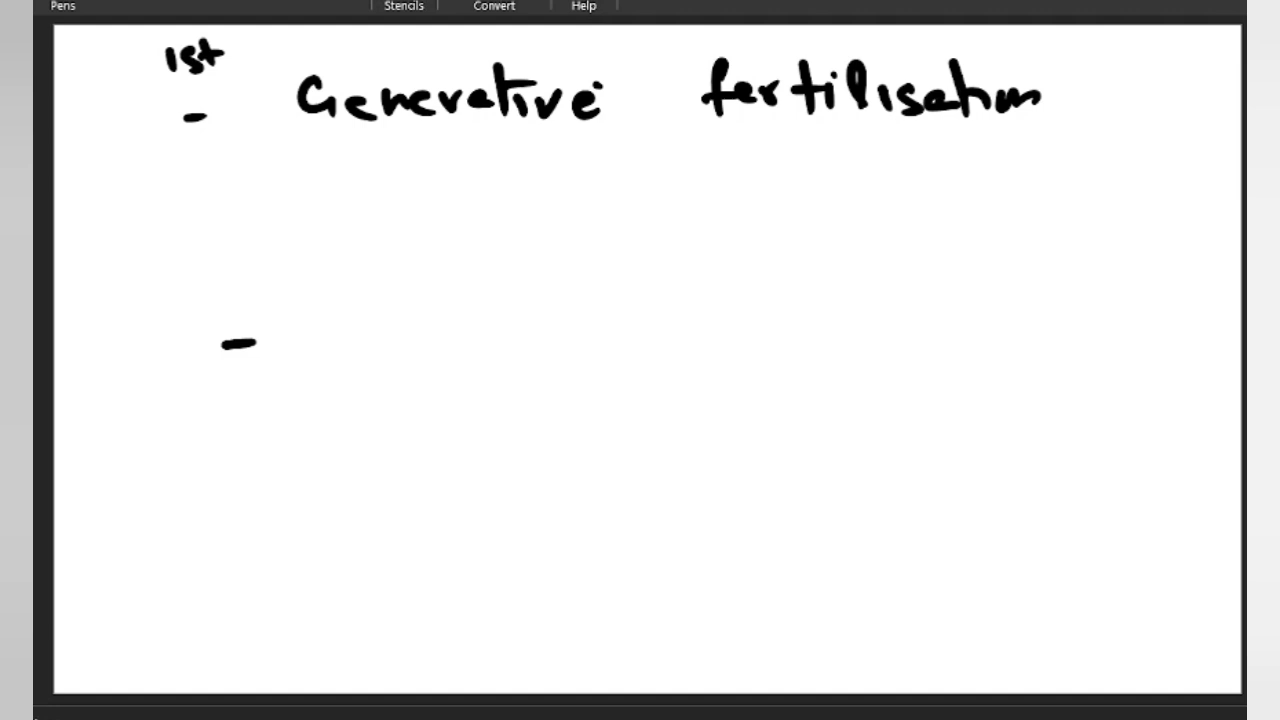 Pens Stencils Convert Help
1st
- Generative fertilisation
-